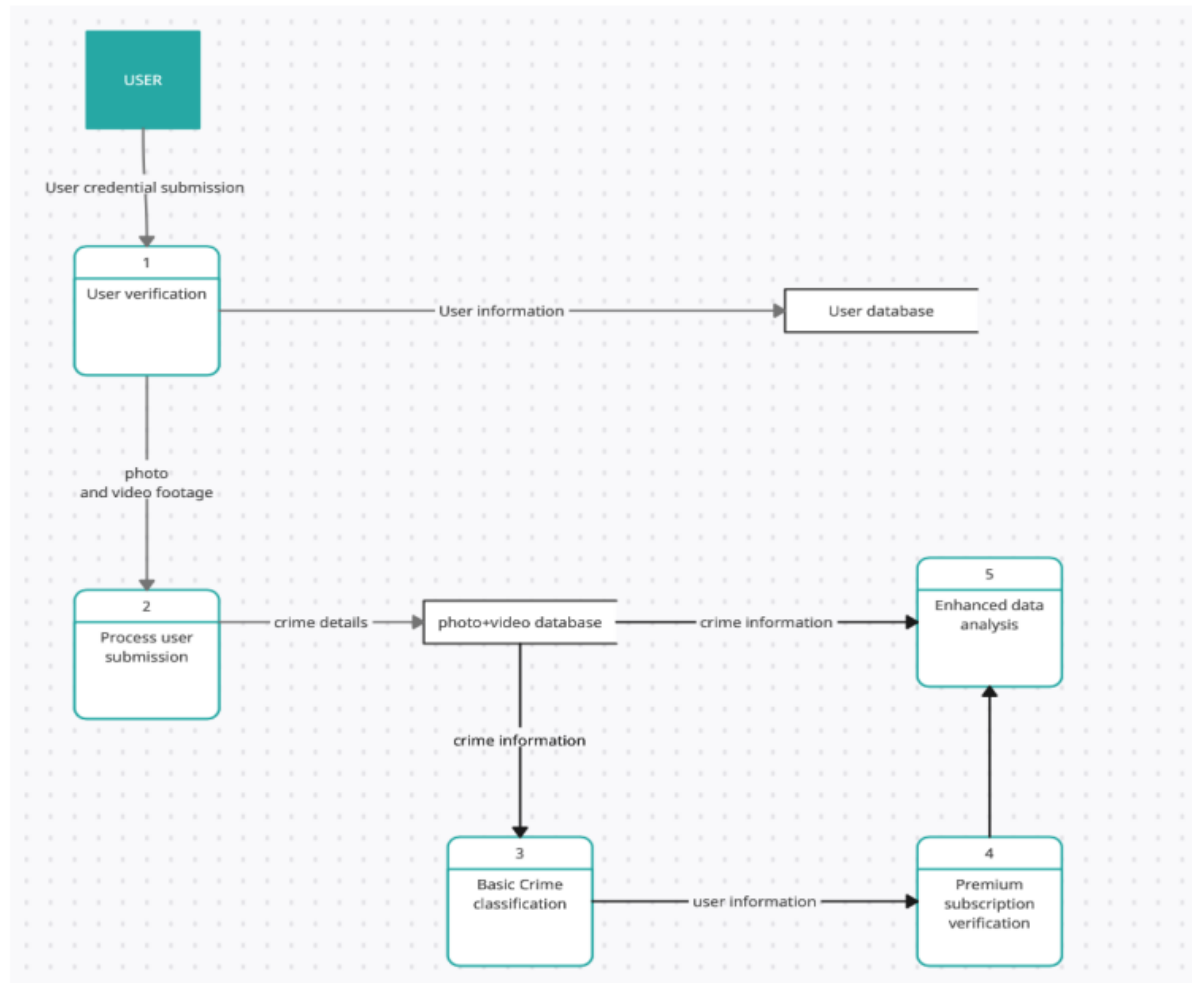 USER
User credential submission
1
User verification
User information
User database
photo
and video footage
2
Process user
submission
crime details
photo+video database
crime information
5
Enhanced data
analysis
crime information
3
Basic Crime
classification
user information
4
Premium
subscription
verification